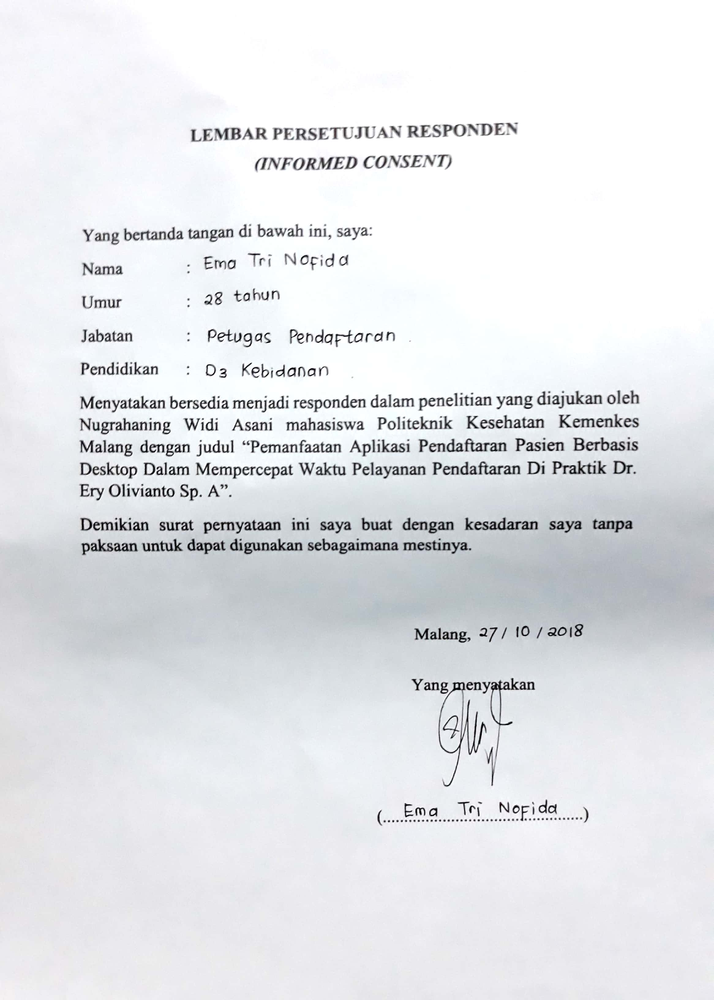 LEMBAR PERSETUJUAN RESPONDEN
(INFORMED CONSENT)
Yang bertanda tangan di bawah ini, saya:
Nama : Ema Tri Nofida
Umur : 28 tahun
Jabatan : Petugas Pendaftaran
Pendidikan : D3 Kebidanan
Menyatakan bersedia menjadi responden dalam penelitian yang diajukan oleh
Nugrahaning Widi Asani mahasiswa Politeknik Kesehatan Kemenkes
Malang dengan judul “Pemanfaatan Aplikasi Pendaftaran Pasien Berbasis
Desktop Dalam Mempercepat Waktu Pelayanan Pendaftaran Di Praktik Dr.
Ery Olivianto Sp. A”.
Demikian surat pernyataan ini saya buat dengan kesadaran saya tanpa
paksaan untuk dapat digunakan sebagaimana mestinya.
Malang, 27 / 10 / 2018
Yang menyatakan
(.... Ema Tri Nofida ....)